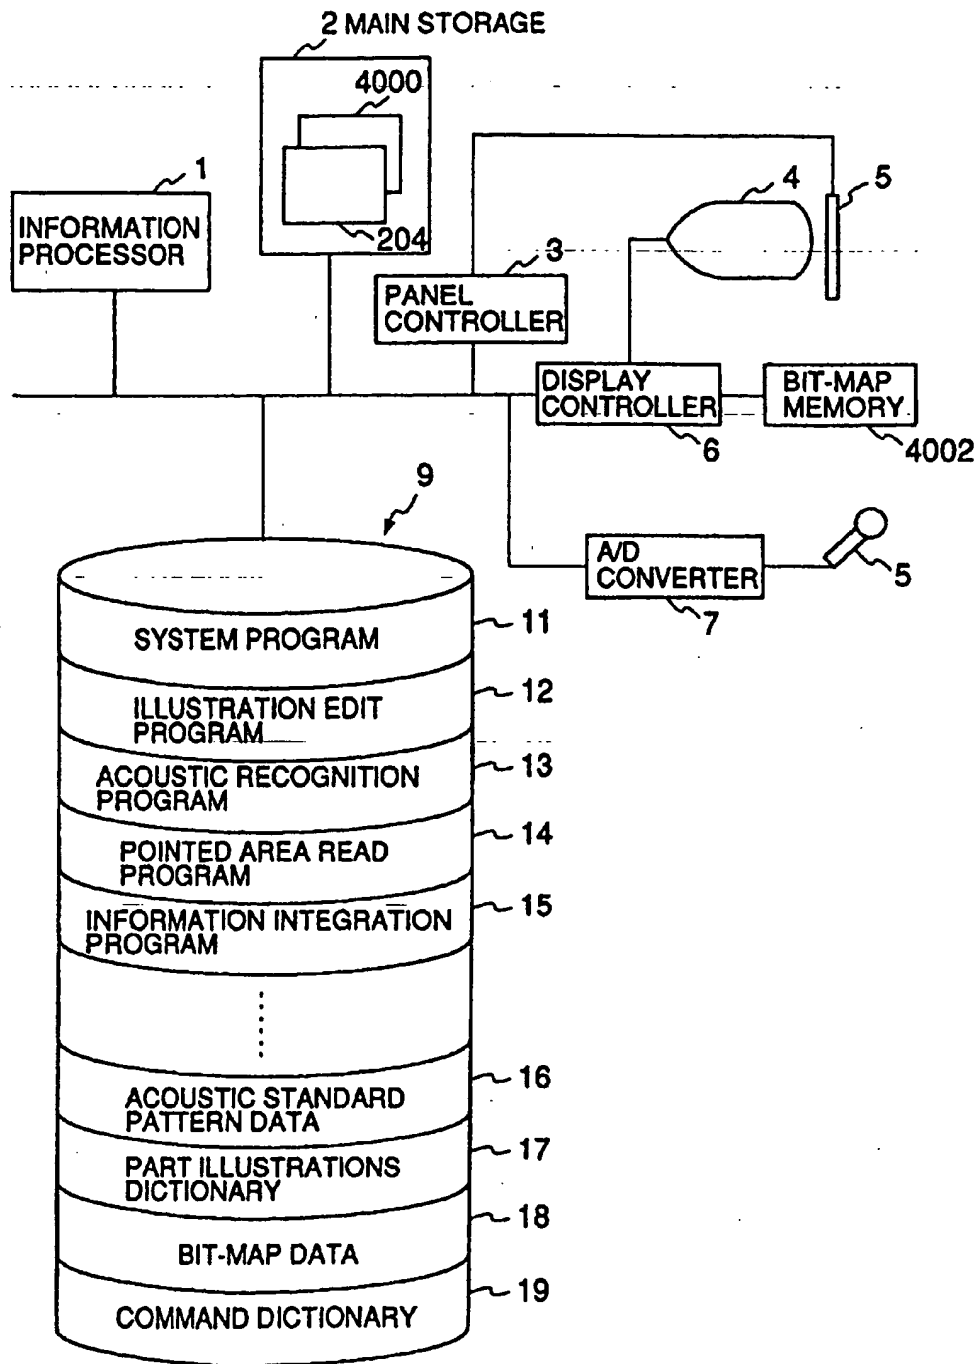 2 MAIN STORAGE
4000
204
1
INFORMATION
PROCESSOR
3
PANEL
CONTROLLER
4
5
DISPLAY
CONTROLLER
6
BIT-MAP
MEMORY
4002
9
A/D
CONVERTER
7
5
SYSTEM PROGRAM
11
ILLUSTRATION EDIT
PROGRAM
12
ACOUSTIC RECOGNITION
PROGRAM
13
POINTED AREA READ
PROGRAM
14
INFORMATION INTEGRATION
PROGRAM
15
ACOUSTIC STANDARD
PATTERN DATA
16
PART ILLUSTRATIONS
DICTIONARY
17
BIT-MAP DATA
18
COMMAND DICTIONARY
19